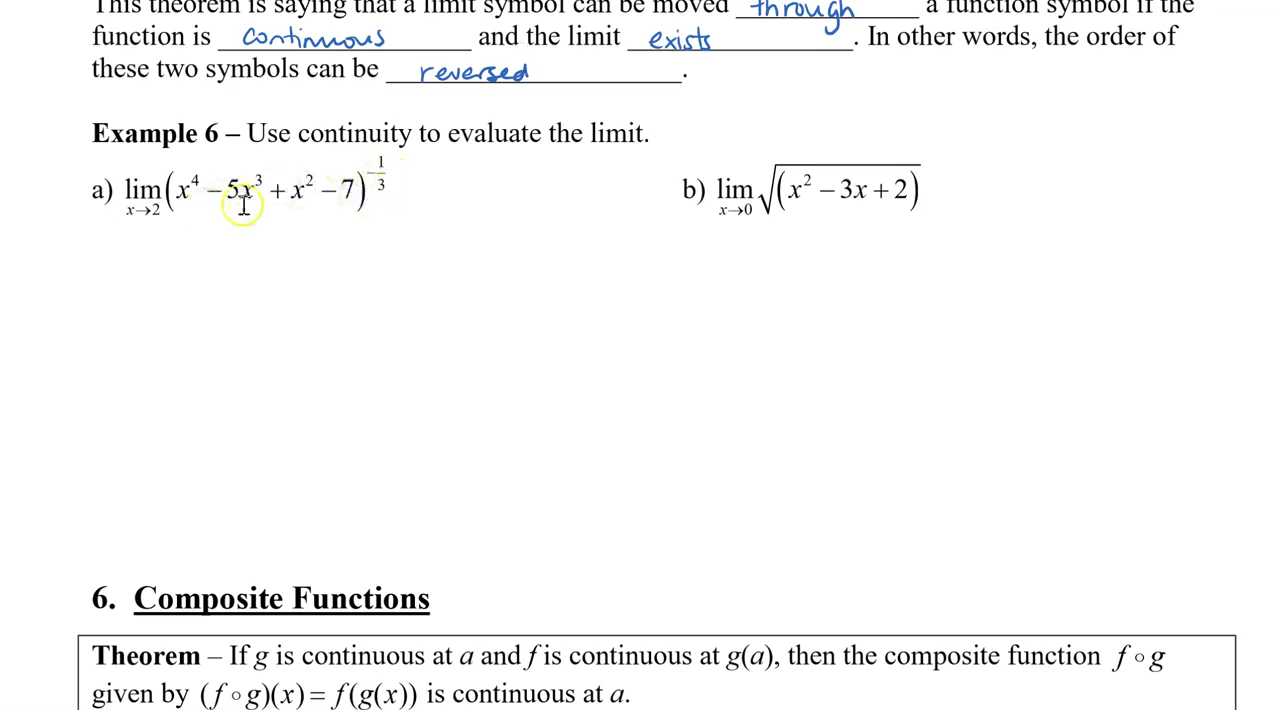 This theorem is saying that a limit symbol can be moved through a function symbol if the
function is continuous and the limit exists. In other words, the order of
these two symbols can be reversed.
Example 6 – Use continuity to evaluate the limit.
a) lim x→2 (x⁴ − 5x³ + x² − 7)^(−1/3) b) lim x→0 √(x² − 3x + 2)
6. Composite Functions
Theorem – If g is continuous at a and f is continuous at g(a), then the composite function f ∘ g
given by (f ∘ g)(x) = f(g(x)) is continuous at a.